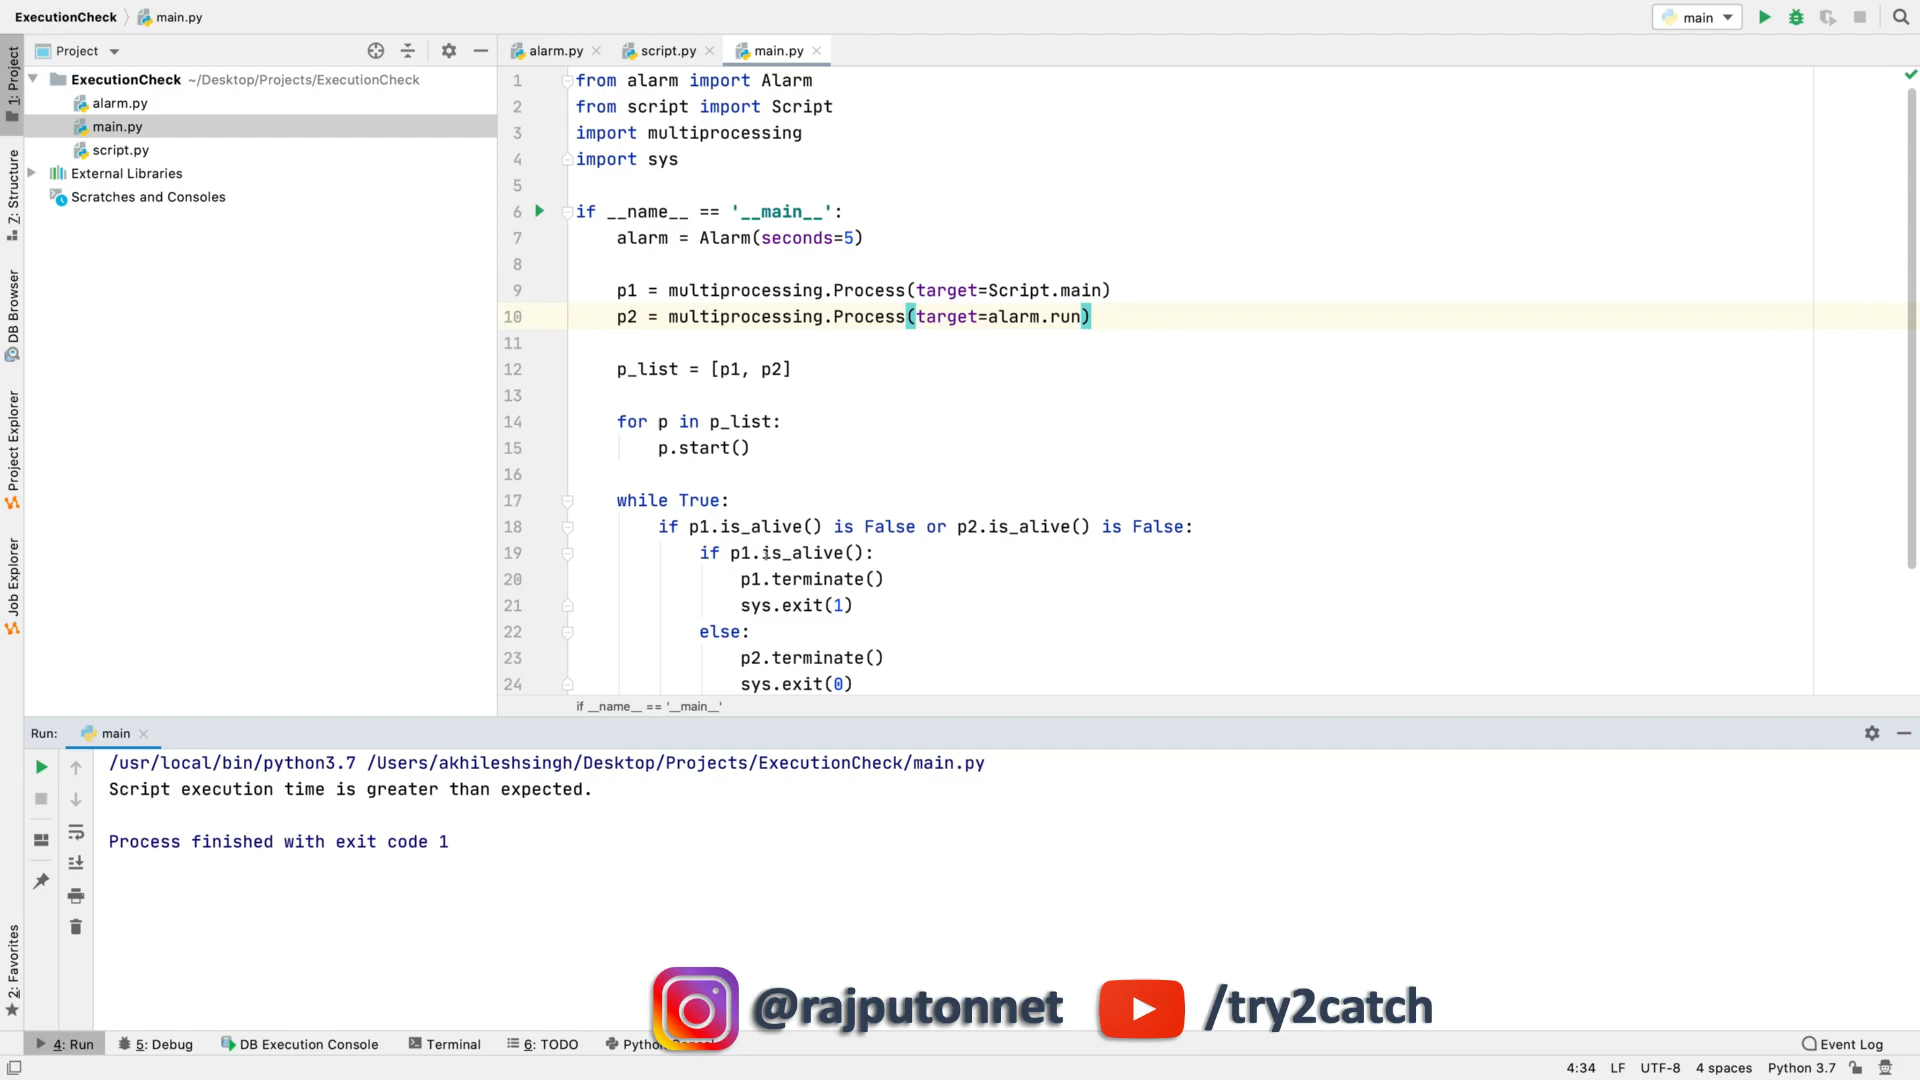 ExecutionCheck main.py
main
Project
alarm.py script.py main.py
ExecutionCheck ~/Desktop/Projects/ExecutionCheck
alarm.py
main.py
script.py
External Libraries
Scratches and Consoles
1: Project
7: Structure
DB Browser
Project Explorer
Job Explorer
2: Favorites
1 from alarm import Alarm
2 from script import Script
3 import multiprocessing
4 import sys
5
6 if __name__ == '__main__':
7 alarm = Alarm(seconds=5)
8
9 p1 = multiprocessing.Process(target=Script.main)
10 p2 = multiprocessing.Process(target=alarm.run)
11
12 p_list = [p1, p2]
13
14 for p in p_list:
15 p.start()
16
17 while True:
18 if p1.is_alive() is False or p2.is_alive() is False:
19 if p1.is_alive():
20 p1.terminate()
21 sys.exit(1)
22 else:
23 p2.terminate()
24 sys.exit(0)
if __name__ == '__main__'
Run: main
/usr/local/bin/python3.7 /Users/akhileshsingh/Desktop/Projects/ExecutionCheck/main.py
Script execution time is greater than expected.
Process finished with exit code 1
@rajputonnet /try2catch
4: Run 5: Debug DB Execution Console Terminal 6: TODO Event Log
4:34 LF UTF-8 4 spaces Python 3.7